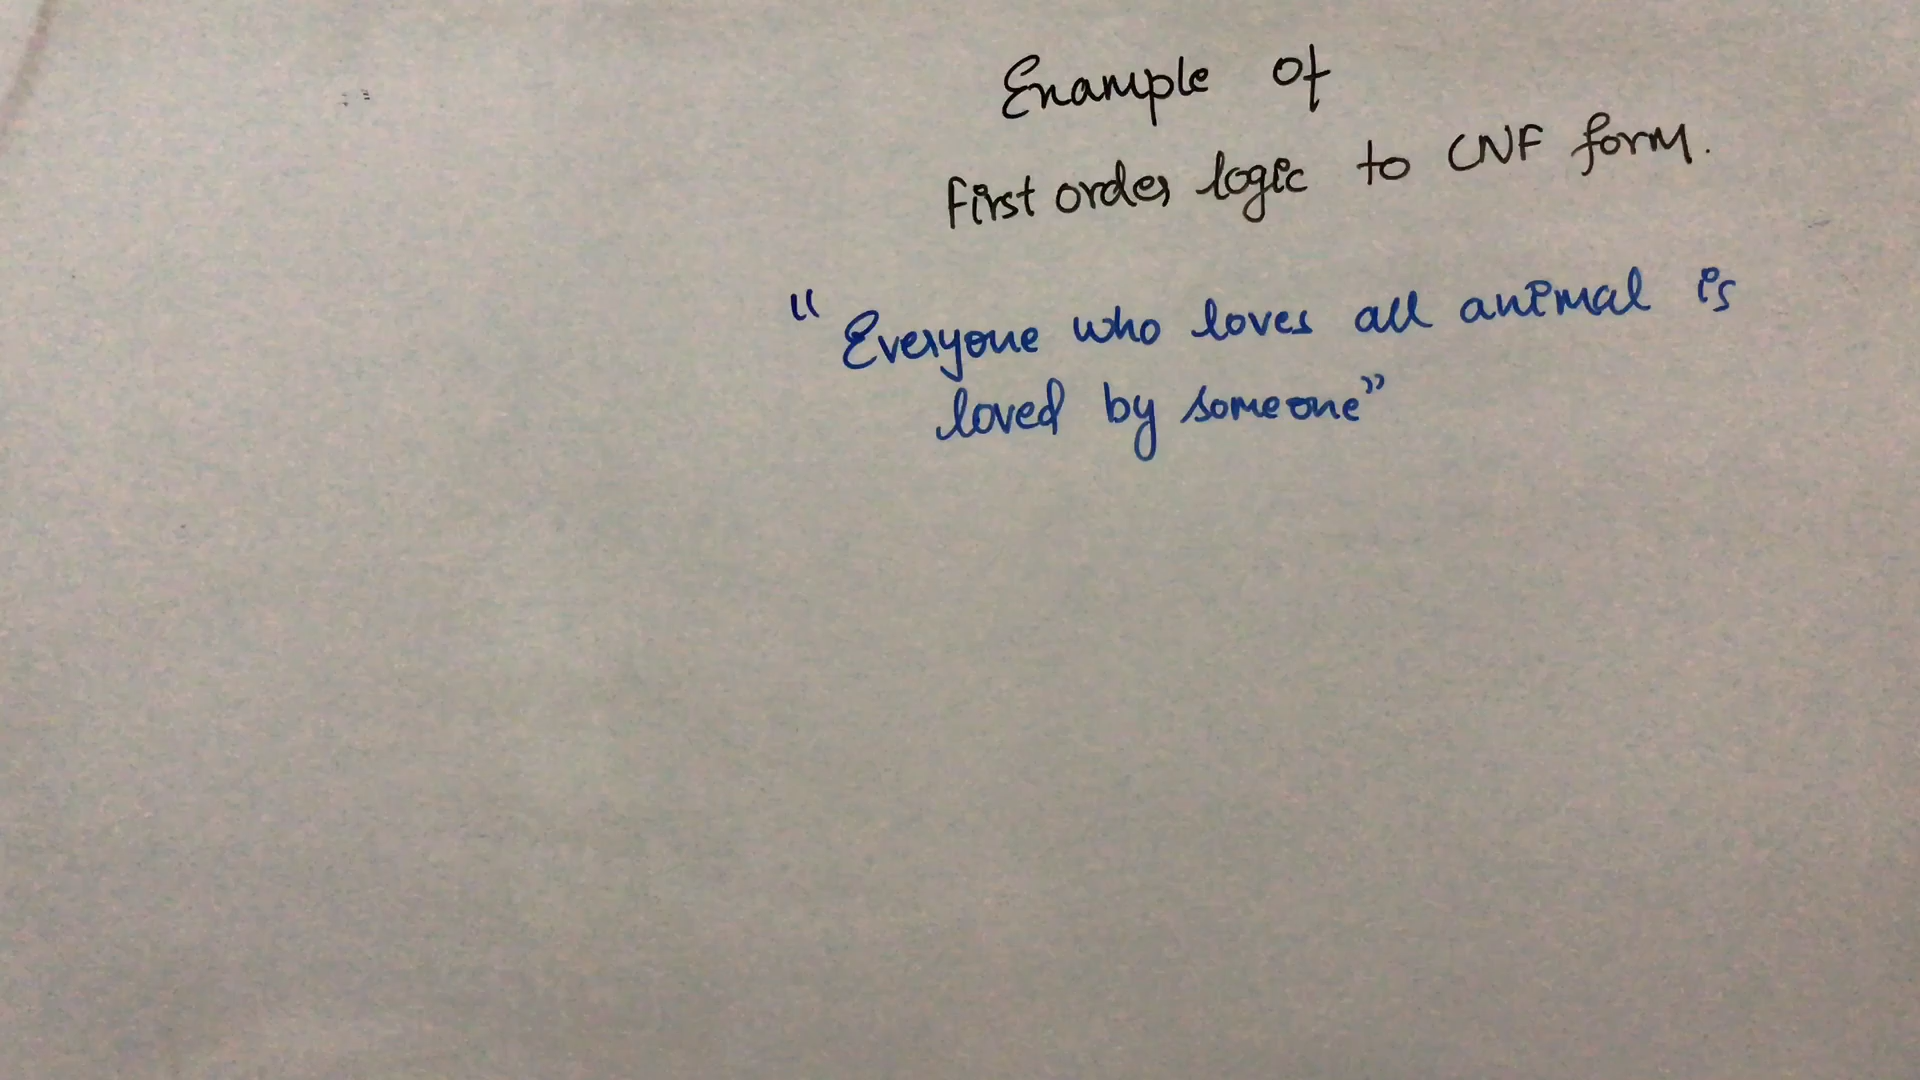 Example of
First order logic to CNF form.
"Everyone who loves all animal is
loved by someone"